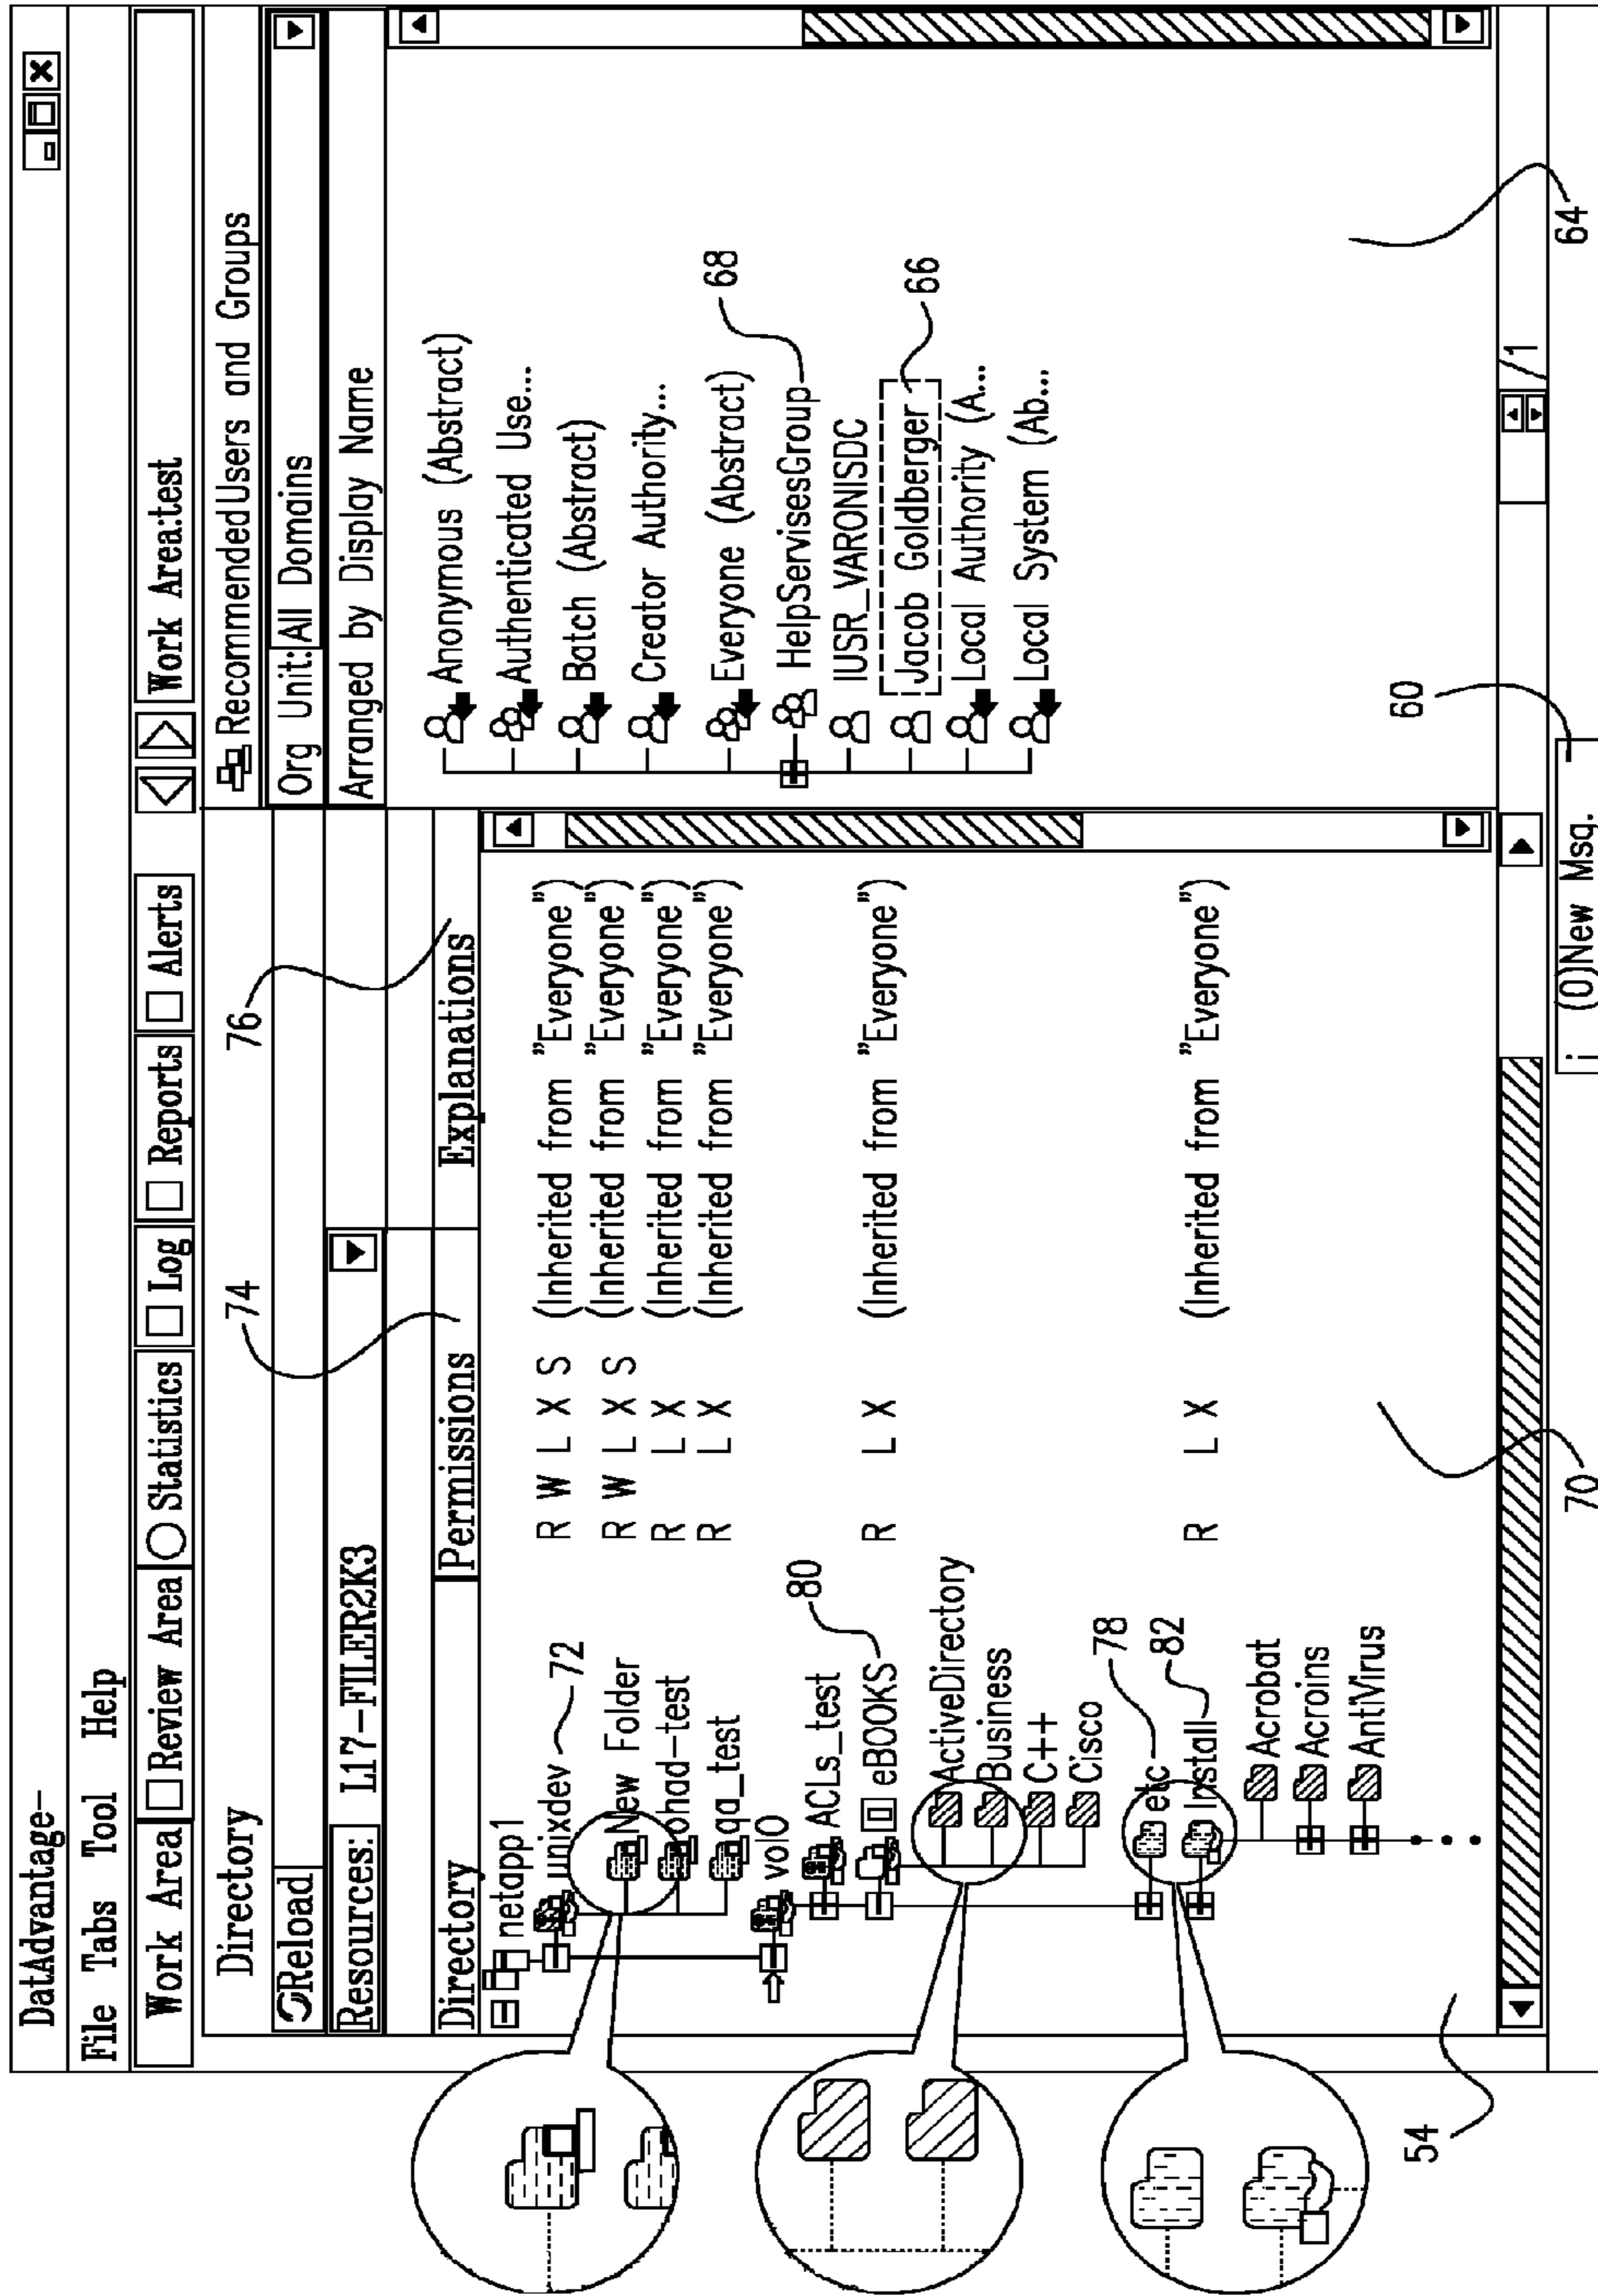 DatAdvantage-
File Tabs Tool Help
Work Area Review Area Statistics Log Reports Alerts Work Area:test
Directory
Reload
Resources: L17-FILER2K3
Directory Permissions Explanations
74
76
netapp1
unixdev 72 R W L X S (Inherited from "Everyone")
New Folder R W L X S (Inherited from "Everyone")
ohad-test R L X (Inherited from "Everyone")
qa_test R L X (Inherited from "Everyone")
vol0
ACLs_test
eBOOKS 80 R L X (Inherited from "Everyone")
ActiveDirectory
Business
C++
Cisco
etc 78
Install 82 R L X (Inherited from "Everyone")
Acrobat
Acroins
AntiVirus
54
70
Recommended Users and Groups
Org Unit: All Domains
Arranged by Display Name
Anonymous (Abstract)
Authenticated Use...
Batch (Abstract)
Creator Authority...
Everyone (Abstract)
HelpServisesGroup 68
IUSR_VARONISDC
Jacob Goldberger 66
Local Authority (A...
Local System (Ab...
/1
60
64
i (0)New Msg.